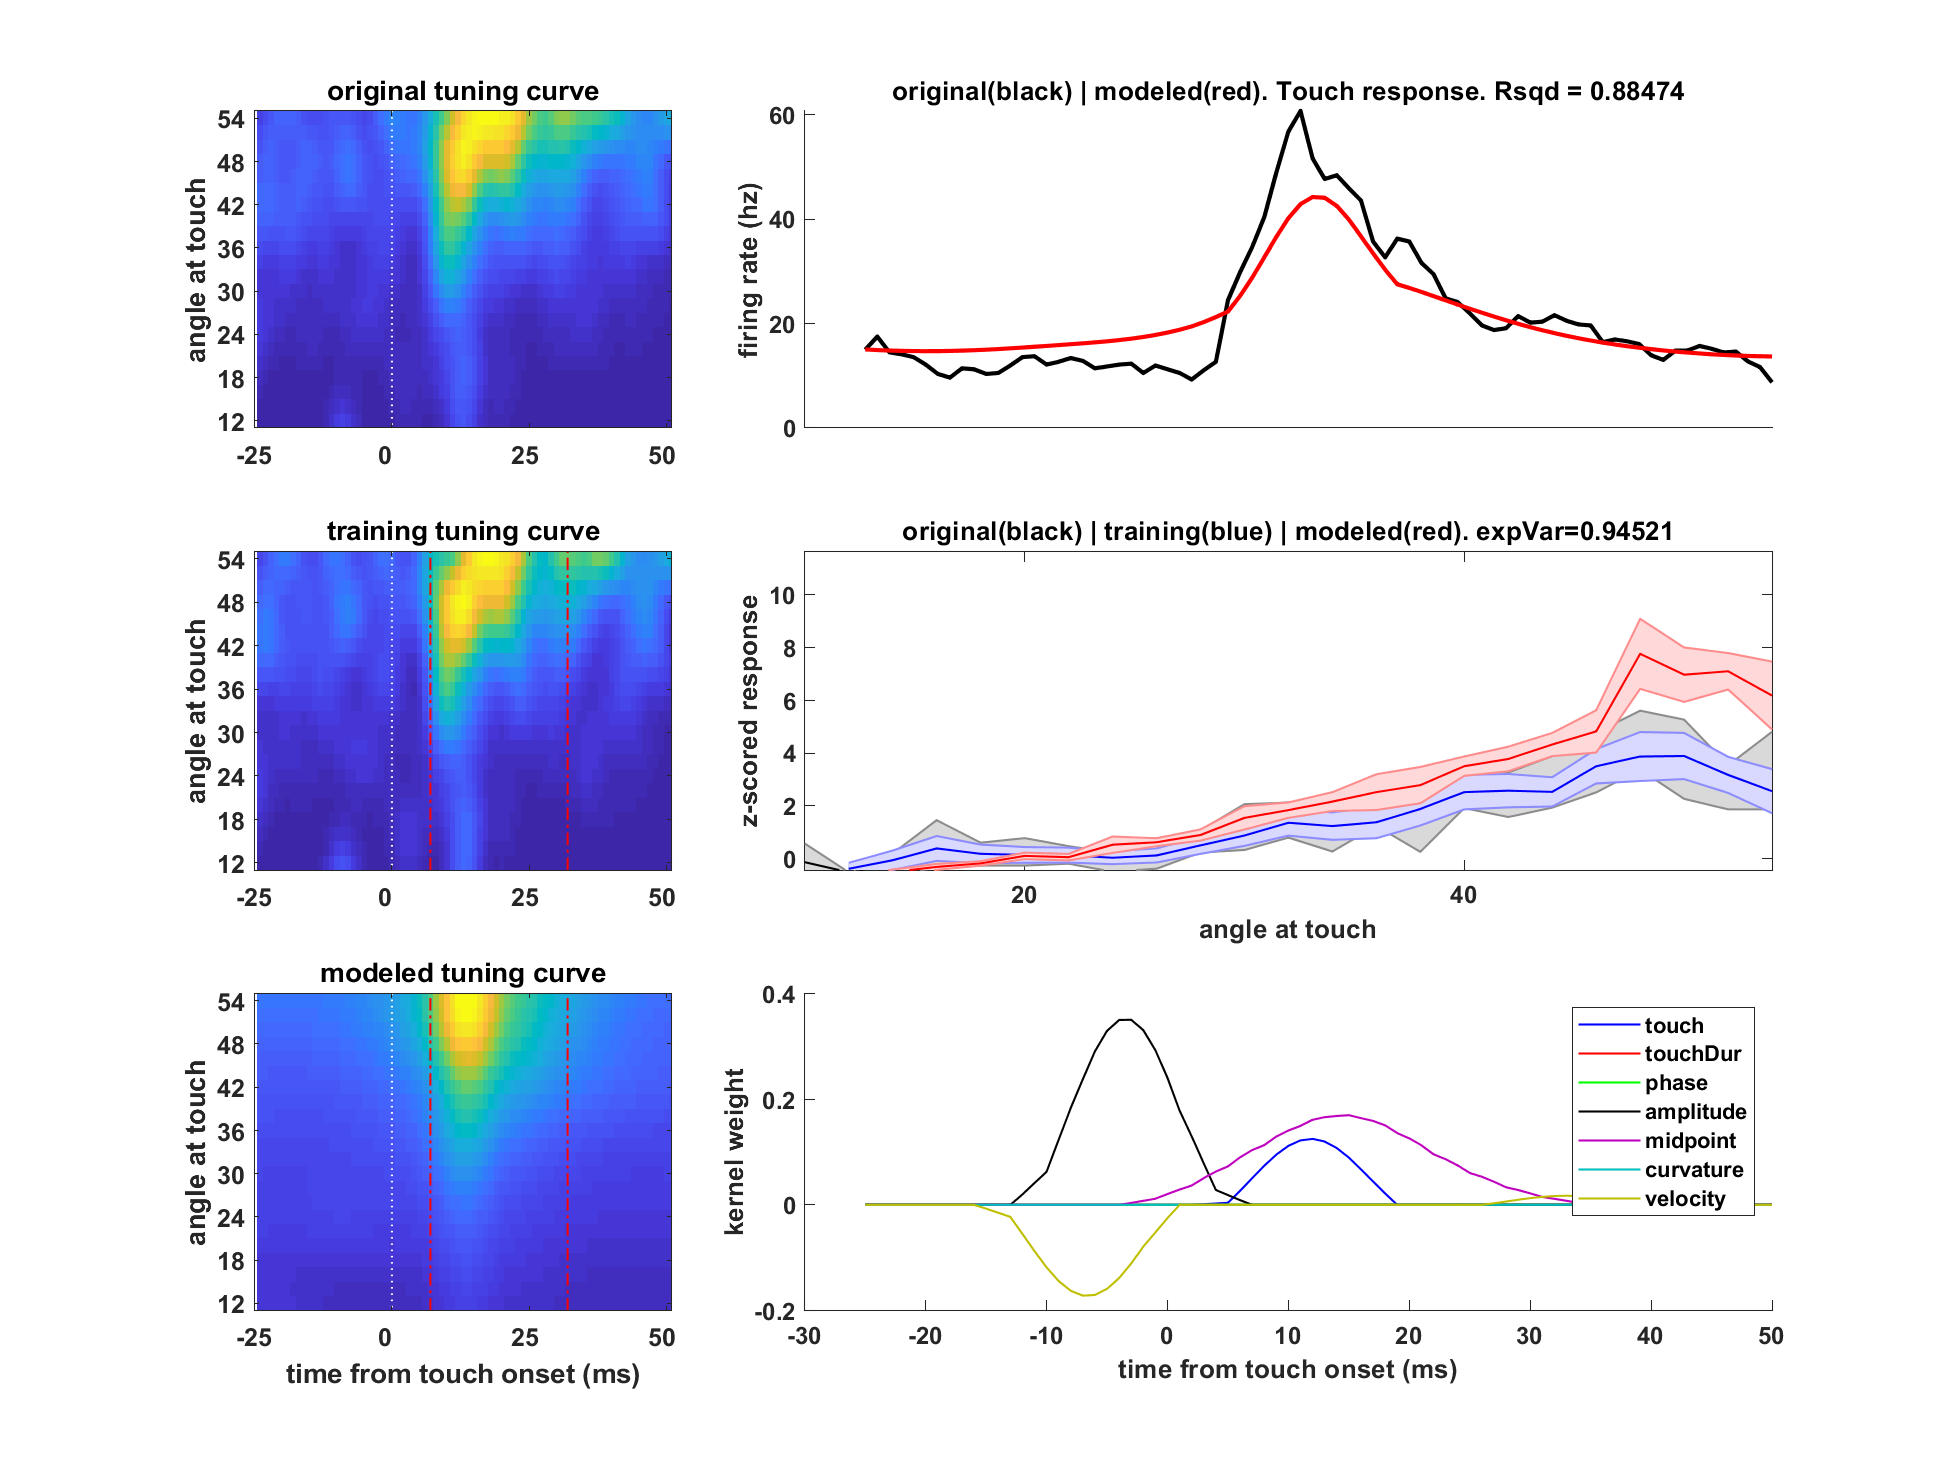 original tuning curve
54
48
42
36
30
24
18
12
angle at touch
-25 0 25 50
original(black) | modeled(red). Touch response. Rsqd = 0.88474
60
40
20
0
firing rate (hz)
training tuning curve
54
48
42
36
30
24
18
12
angle at touch
-25 0 25 50
original(black) | training(blue) | modeled(red). expVar=0.94521
10
8
6
4
2
0
z-scored response
20 40
angle at touch
modeled tuning curve
54
48
42
36
30
24
18
12
angle at touch
-25 0 25 50
time from touch onset (ms)
0.4
0.2
0
-0.2
kernel weight
touch
touchDur
phase
amplitude
midpoint
curvature
velocity
-30 -20 -10 0 10 20 30 40 50
time from touch onset (ms)